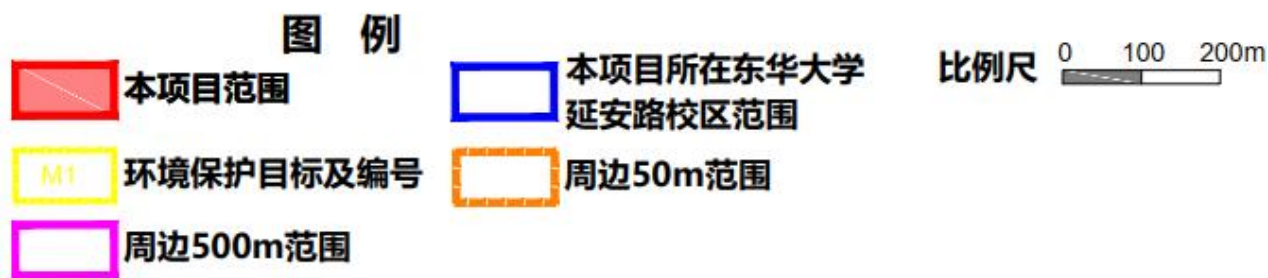 图 例
本项目范围
本项目所在东华大学
延安路校区范围
比例尺 0 100 200m
M1 环境保护目标及编号
周边50m范围
周边500m范围